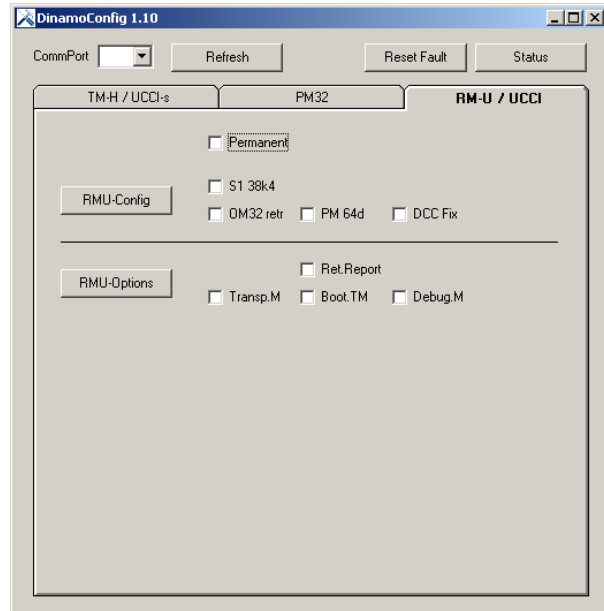 DinamoConfig 1.10
CommPort Refresh Reset Fault Status
TM-H / UCCI-s PM32 RM-U / UCCI
Permanent
RMU-Config S1 38k4
OM32 retr PM 64d DCC Fix
Ret.Report
RMU-Options
Transp.M Boot.TM Debug.M